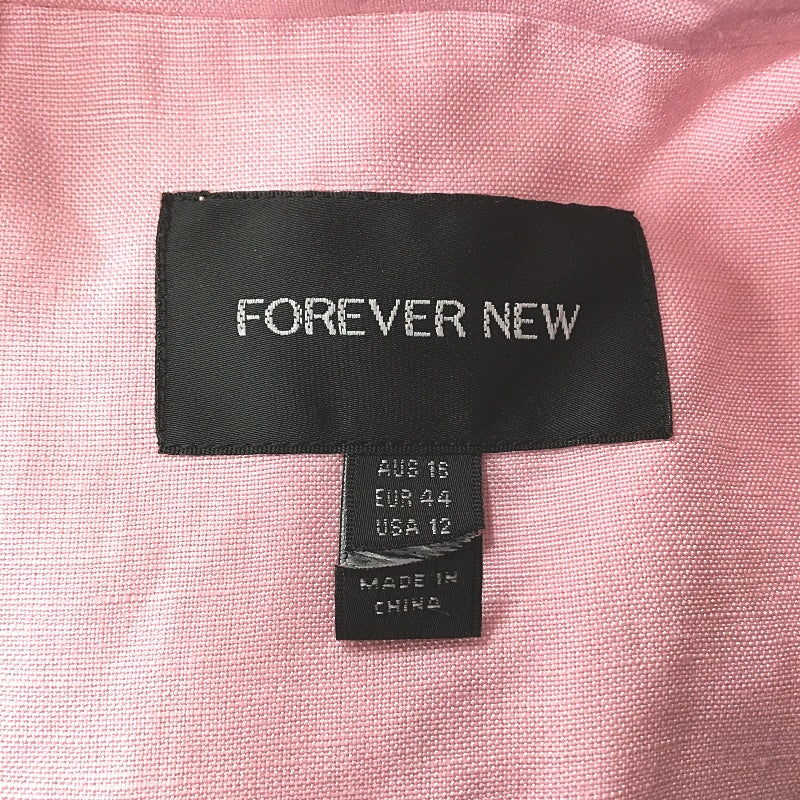 FOREVER NEW
AUS 16
EUR 44
USA 12
MADE IN
CHINA